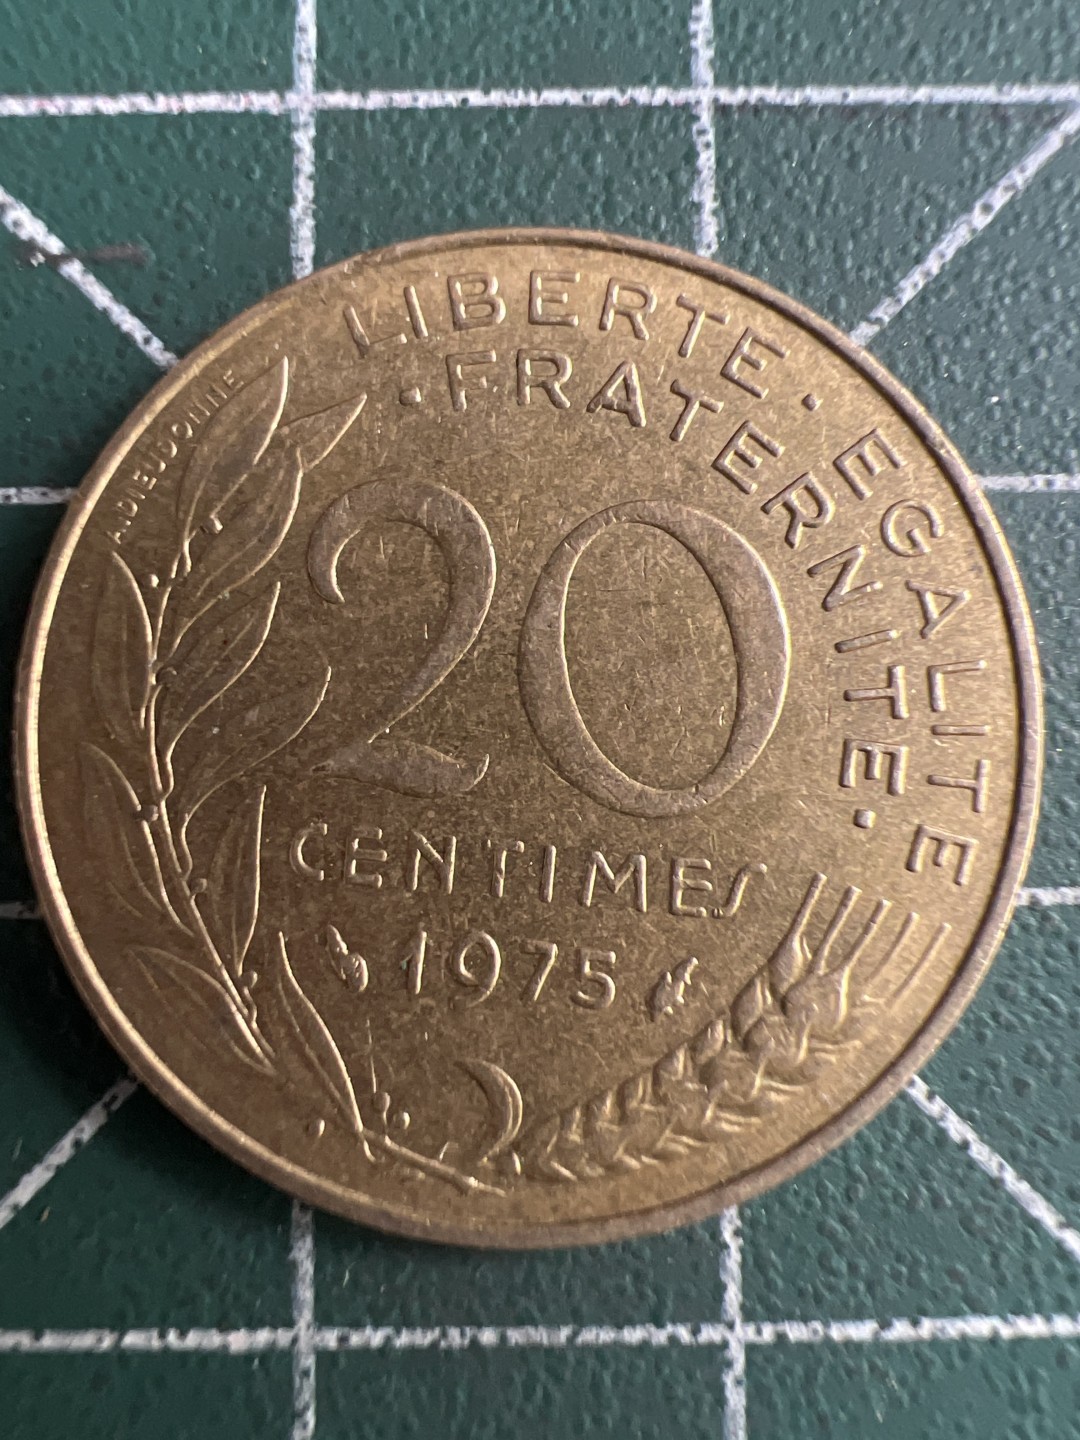 LIBERTE · EGALITE
· FRATERNITE ·
A.DIEUDONNE
20
CENTIMES
1975